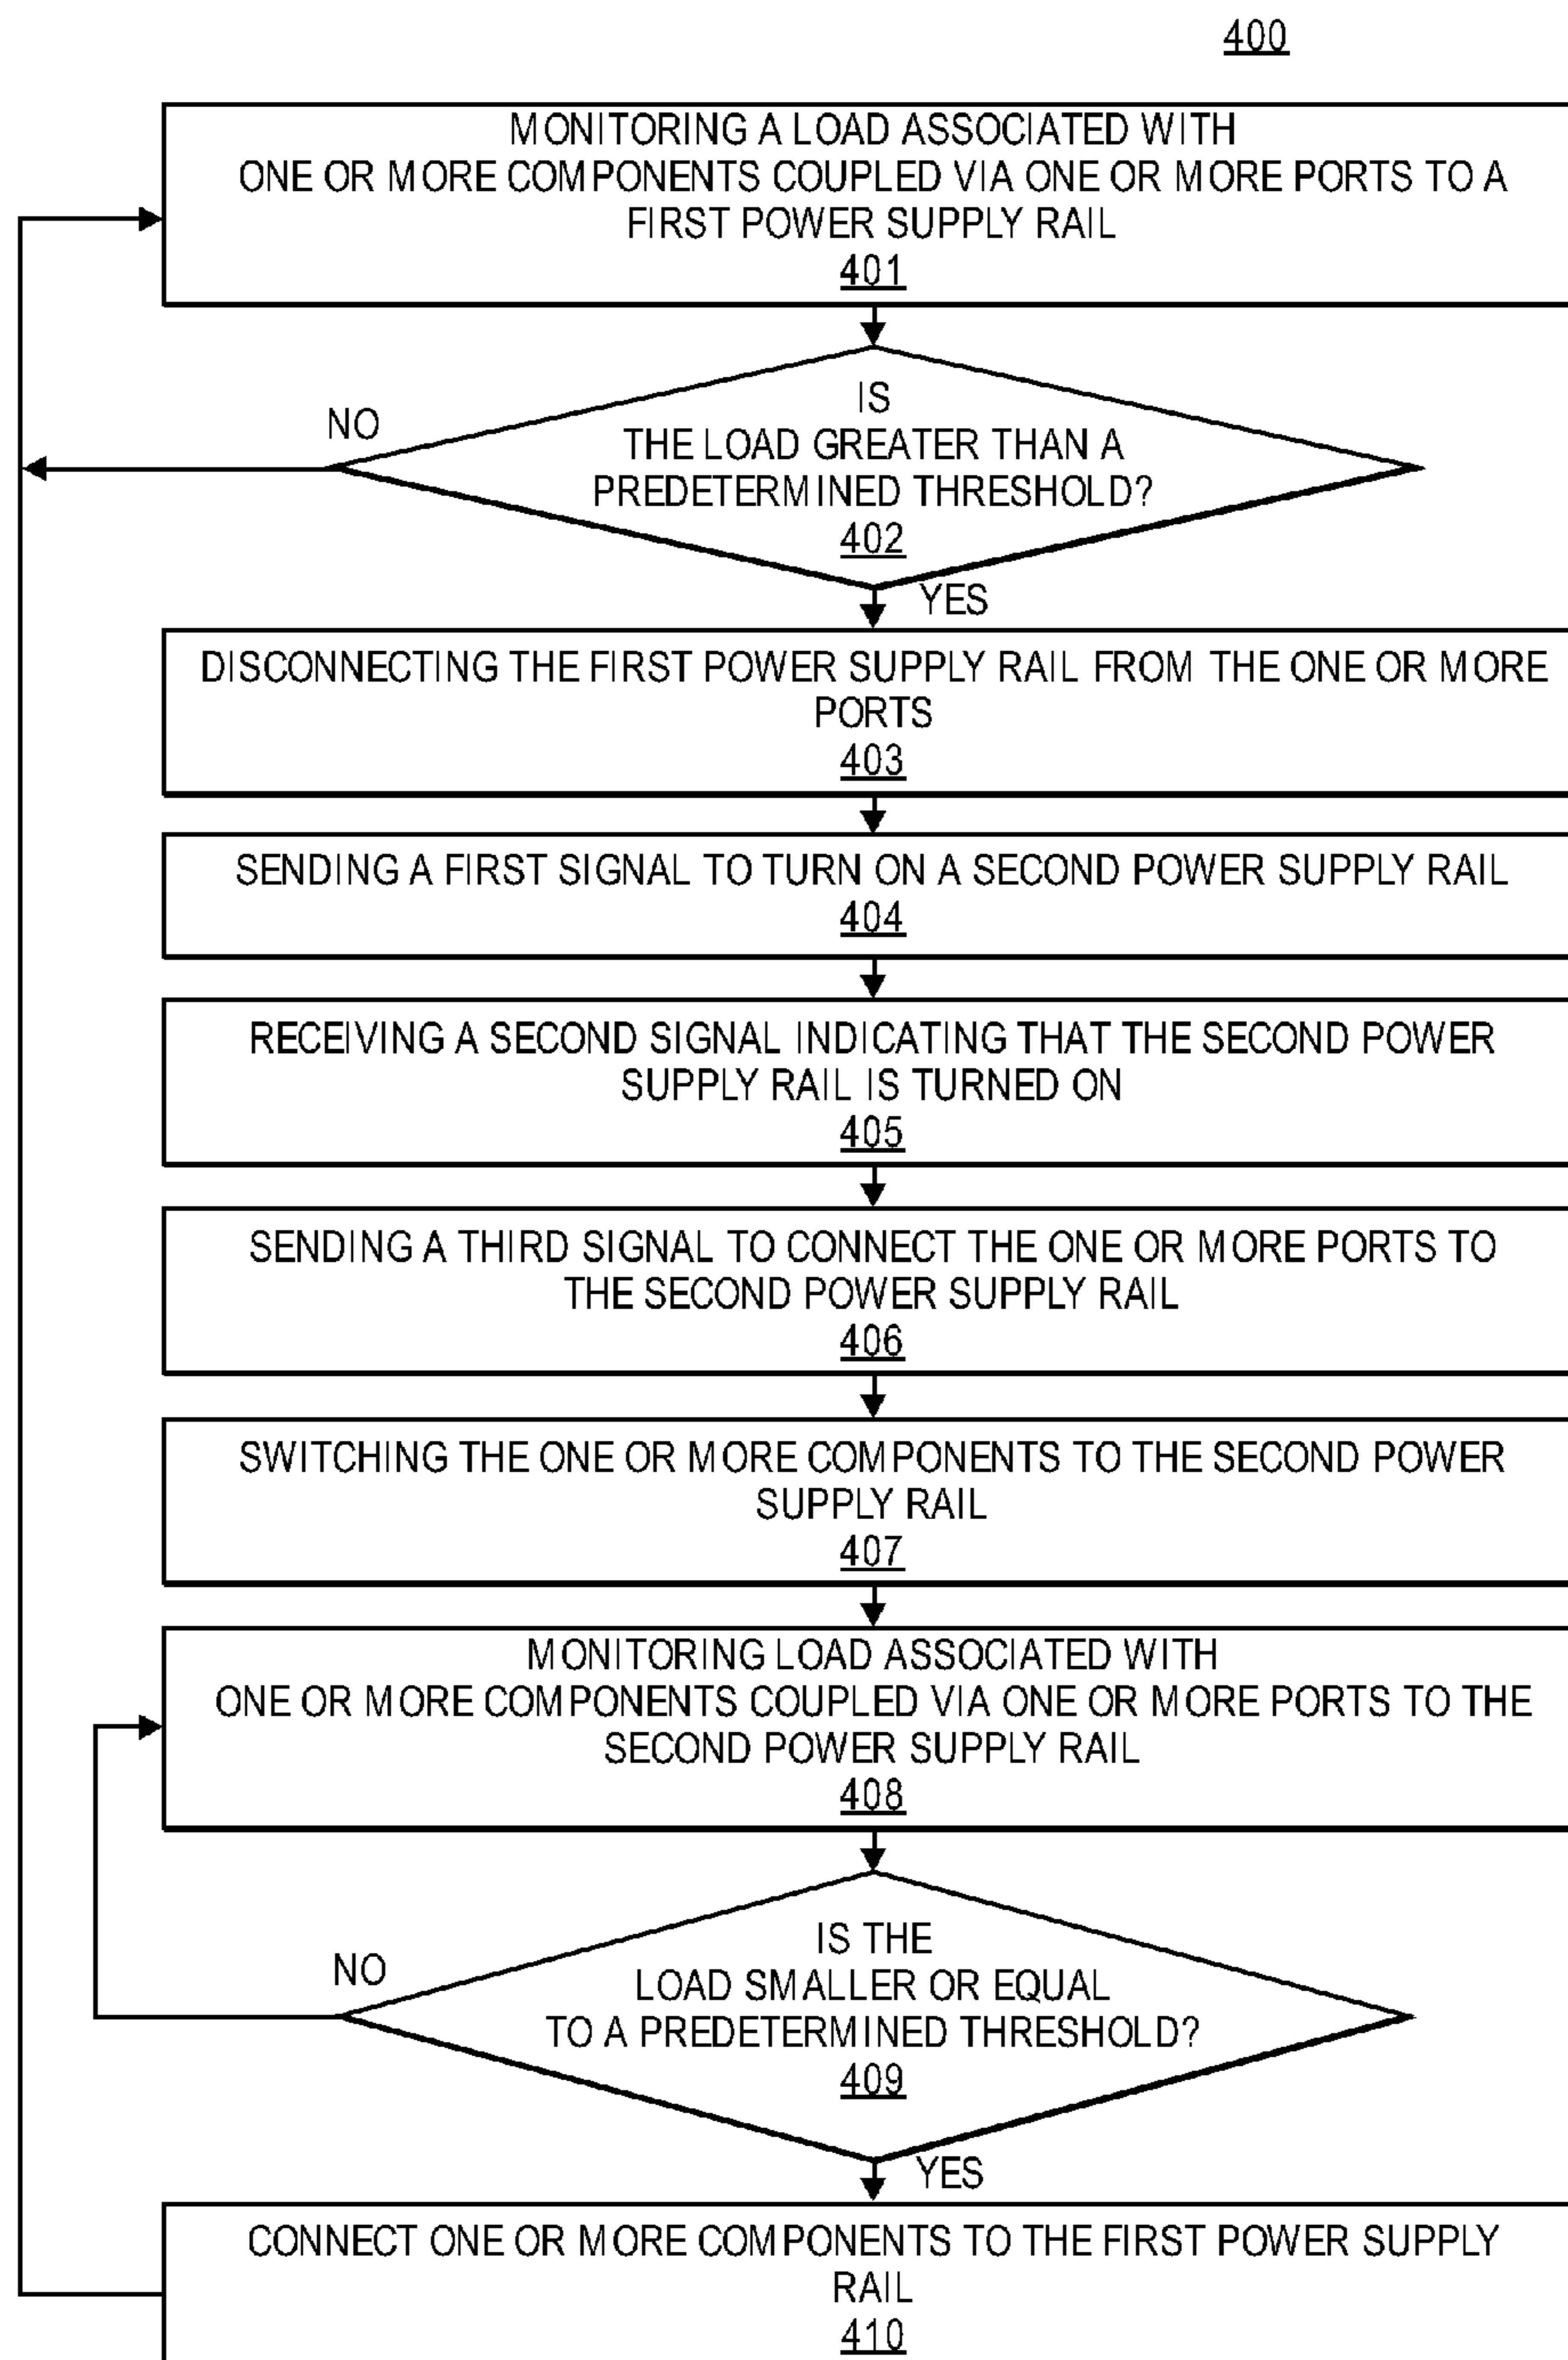 400
MONITORING A LOAD ASSOCIATED WITH
ONE OR MORE COMPONENTS COUPLED VIA ONE OR MORE PORTS TO A
FIRST POWER SUPPLY RAIL
401
IS
THE LOAD GREATER THAN A
PREDETERMINED THRESHOLD?
402
NO
YES
DISCONNECTING THE FIRST POWER SUPPLY RAIL FROM THE ONE OR MORE
PORTS
403
SENDING A FIRST SIGNAL TO TURN ON A SECOND POWER SUPPLY RAIL
404
RECEIVING A SECOND SIGNAL INDICATING THAT THE SECOND POWER
SUPPLY RAIL IS TURNED ON
405
SENDING A THIRD SIGNAL TO CONNECT THE ONE OR MORE PORTS TO
THE SECOND POWER SUPPLY RAIL
406
SWITCHING THE ONE OR MORE COMPONENTS TO THE SECOND POWER
SUPPLY RAIL
407
MONITORING LOAD ASSOCIATED WITH
ONE OR MORE COMPONENTS COUPLED VIA ONE OR MORE PORTS TO THE
SECOND POWER SUPPLY RAIL
408
IS THE
LOAD SMALLER OR EQUAL
TO A PREDETERMINED THRESHOLD?
409
NO
YES
CONNECT ONE OR MORE COMPONENTS TO THE FIRST POWER SUPPLY
RAIL
410